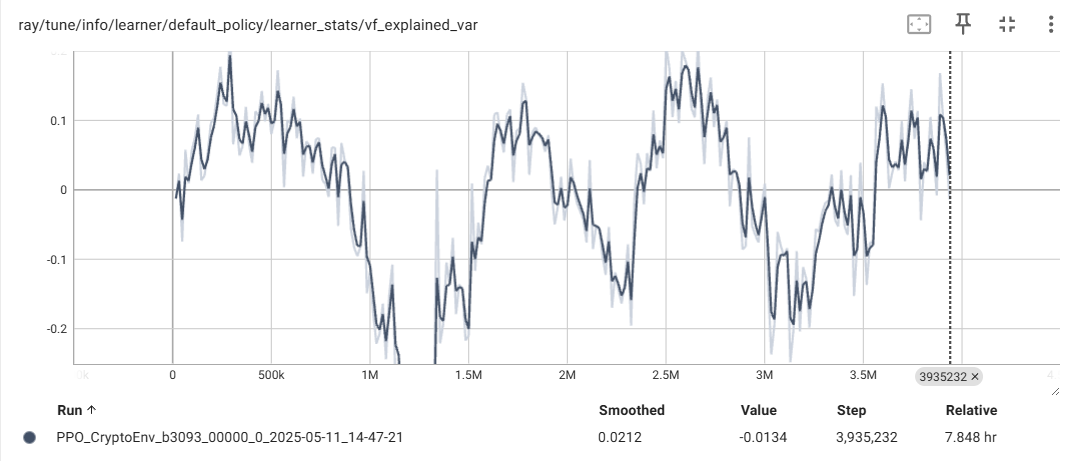 ray/tune/info/learner/default_policy/learner_stats/vf_explained_var
0.1
0
-0.1
-0.2
0
500k
1M
1.5M
2M
2.5M
3M
3.5M
3935232 ×
4
Run ↑ Smoothed Value Step Relative
PPO_CryptoEnv_b3093_00000_0_2025-05-11_14-47-21 0.0212 -0.0134 3,935,232 7.848 hr